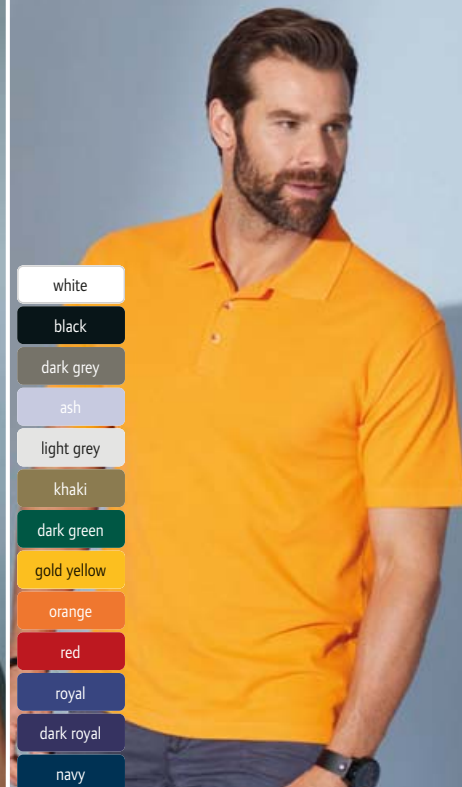 white
black
dark grey
ash
light grey
khaki
dark green
gold yellow
orange
red
royal
dark royal
navy